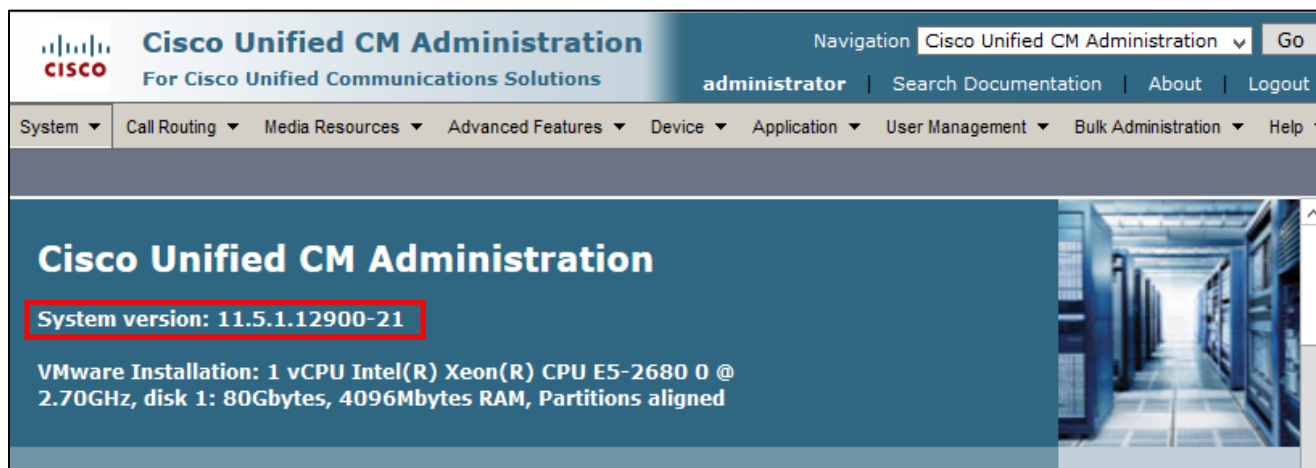 Cisco Unified CM Administration
Navigation Cisco Unified CM Administration Go
CISCO
For Cisco Unified Communications Solutions
administrator | Search Documentation | About | Logout
System Call Routing Media Resources Advanced Features Device Application User Management Bulk Administration Help
Cisco Unified CM Administration
System version: 11.5.1.12900-21
VMware Installation: 1 vCPU Intel(R) Xeon(R) CPU E5-2680 0 @
2.70GHz, disk 1: 80Gbytes, 4096Mbytes RAM, Partitions aligned